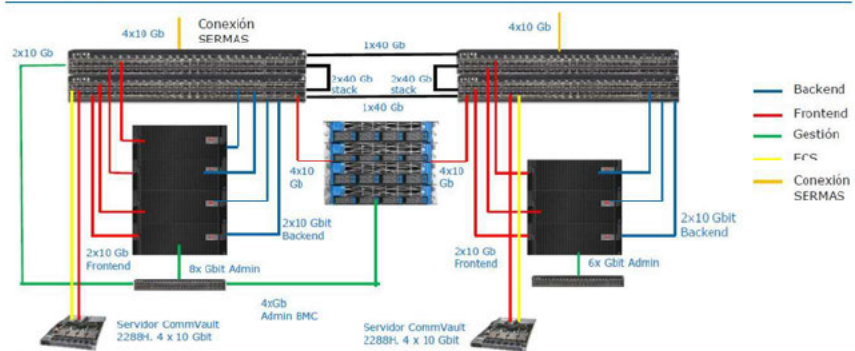 4x10 Gb
Conexión
SERMAS
2x10 Gb
1x40 Gb
2x40 Gb
stack
2x40 Gb
stack
1x40 Gb
4x10 Gb
4x10
Gb
4x10
Gb
2x10 Gbit
Backend
2x10 Gb
Frontend
8x Gbit Admin
4xGb
Admin BMC
Servidor CommVault
2288H. 4 x 10 Gbit
2x10 Gb
Frontend
6x Gbit Admin
2x10 Gbit
Backend
Servidor CommVault
2288H. 4 x 10 Gbit
Backend
Frontend
Gestión
ECS
Conexión
SERMAS